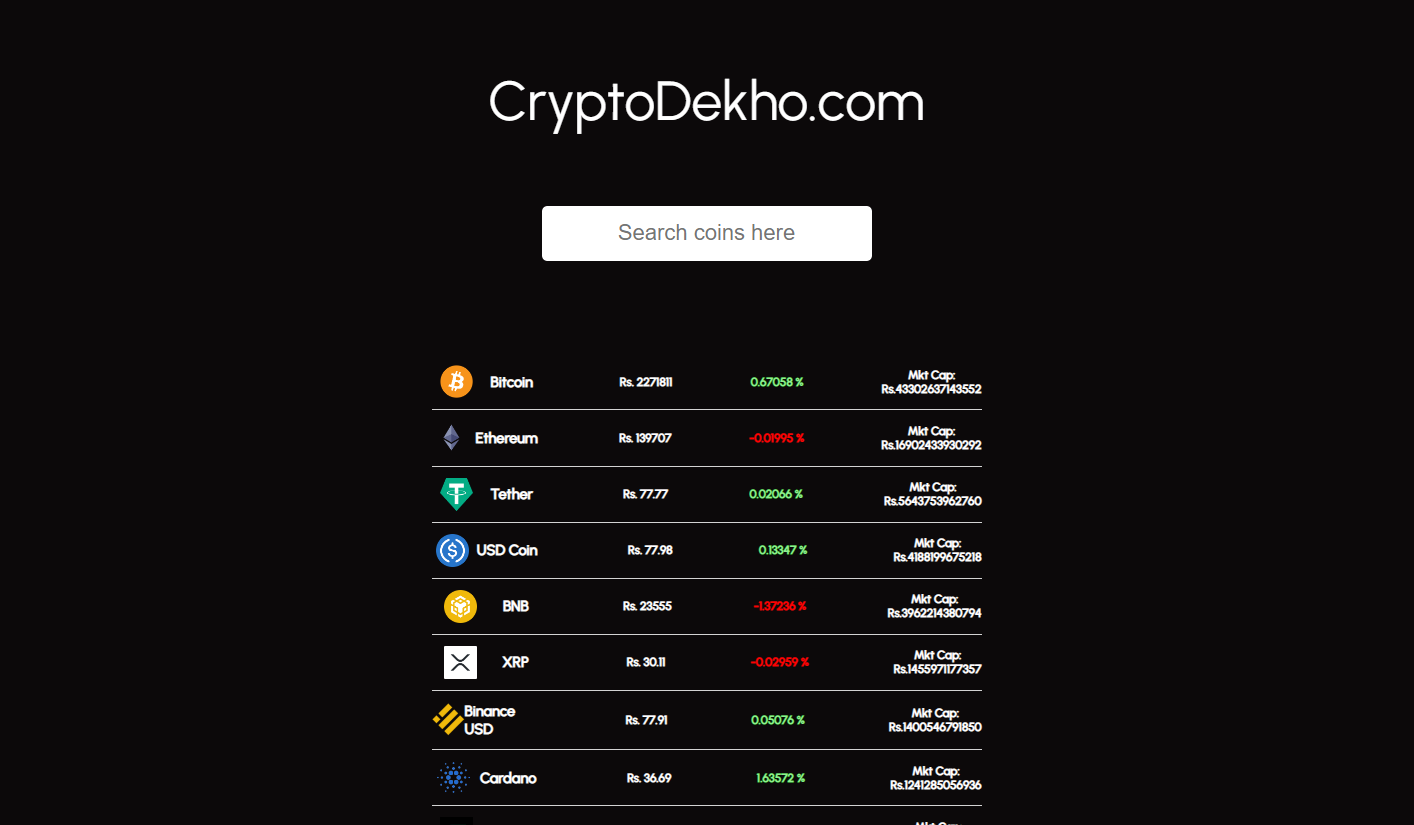 CryptoDekho.com
Search coins here
Bitcoin Rs. 2271811 0.67058 % Mkt Cap:
Rs.43302637143552
Ethereum Rs. 139707 -0.01995 % Mkt Cap:
Rs.16902433930292
Tether Rs. 77.77 0.02066 % Mkt Cap:
Rs.5643753962760
USD Coin Rs. 77.98 0.13347 % Mkt Cap:
Rs.4188199675218
BNB Rs. 23555 -1.37236 % Mkt Cap:
Rs.3962214380794
XRP Rs. 30.11 -0.02959 % Mkt Cap:
Rs.1455971177357
Binance
USD Rs. 77.91 0.05076 % Mkt Cap:
Rs.1400546791850
Cardano Rs. 36.69 1.63572 % Mkt Cap:
Rs.1241285056936